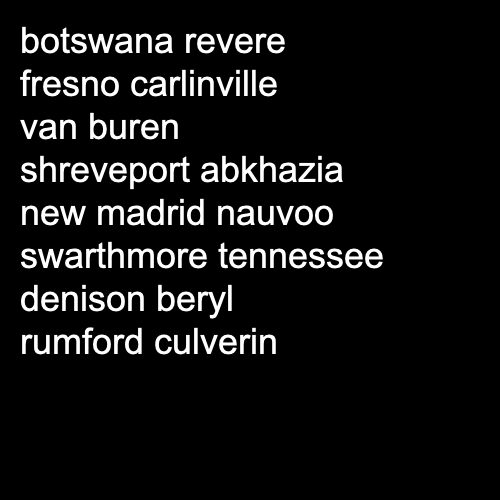 botswana revere
fresno carlinville
van buren
shreveport abkhazia
new madrid nauvoo
swarthmore tennessee
denison beryl
rumford culverin